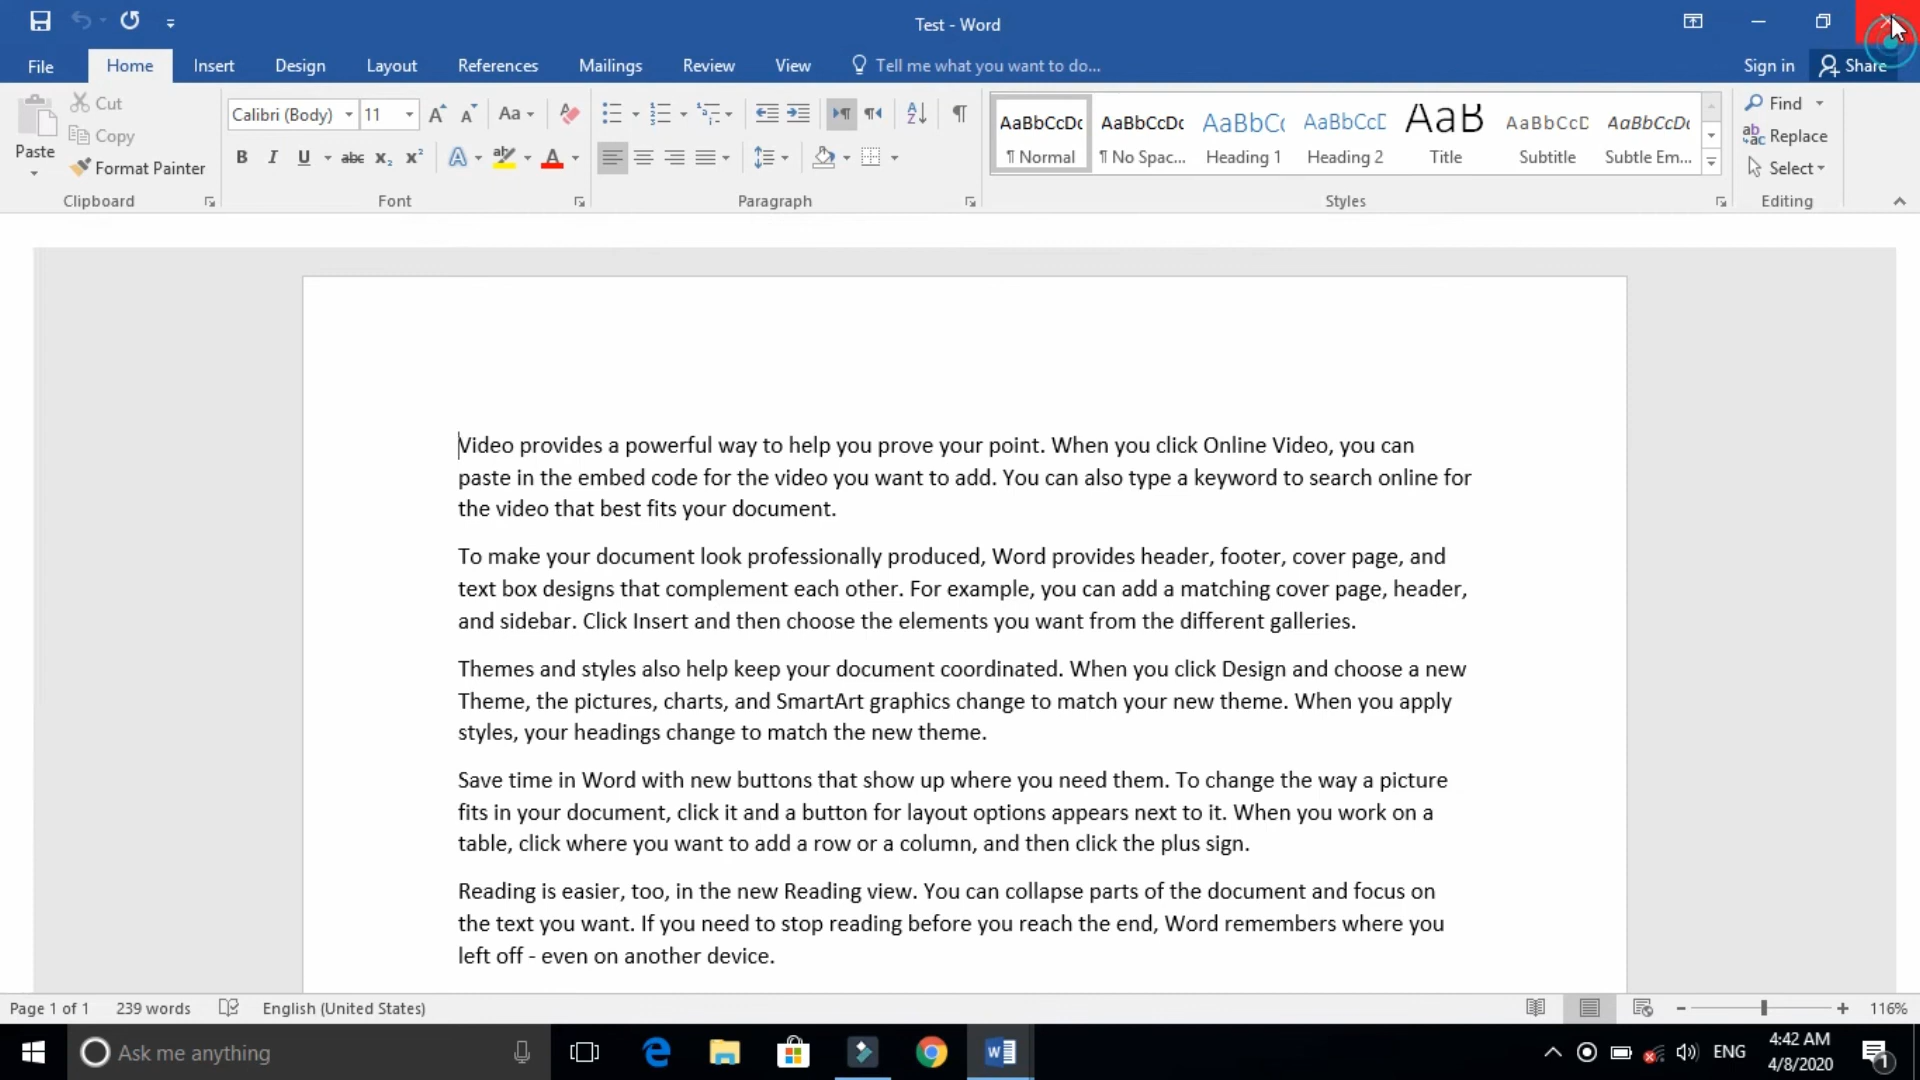 Test - Word
File Home Insert Design Layout References Mailings Review View Tell me what you want to do... Sign in Share
Paste
Cut
Copy
Format Painter
Clipboard
Calibri (Body) 11 Aa
B I U abc X₂ X² A ab A
Font
Paragraph
AaBbCcDc AaBbCcDc AaBbCc AaBbCcD AaB AaBbCcD AaBbCcDc
¶ Normal ¶ No Spac... Heading 1 Heading 2 Title Subtitle Subtle Em...
Styles
Find
Replace
Select
Editing
Video provides a powerful way to help you prove your point. When you click Online Video, you can
paste in the embed code for the video you want to add. You can also type a keyword to search online for
the video that best fits your document.
To make your document look professionally produced, Word provides header, footer, cover page, and
text box designs that complement each other. For example, you can add a matching cover page, header,
and sidebar. Click Insert and then choose the elements you want from the different galleries.
Themes and styles also help keep your document coordinated. When you click Design and choose a new
Theme, the pictures, charts, and SmartArt graphics change to match your new theme. When you apply
styles, your headings change to match the new theme.
Save time in Word with new buttons that show up where you need them. To change the way a picture
fits in your document, click it and a button for layout options appears next to it. When you work on a
table, click where you want to add a row or a column, and then click the plus sign.
Reading is easier, too, in the new Reading view. You can collapse parts of the document and focus on
the text you want. If you need to stop reading before you reach the end, Word remembers where you
left off - even on another device.
Page 1 of 1 239 words English (United States) 116%
Ask me anything
ENG
4:42 AM
4/8/2020
1